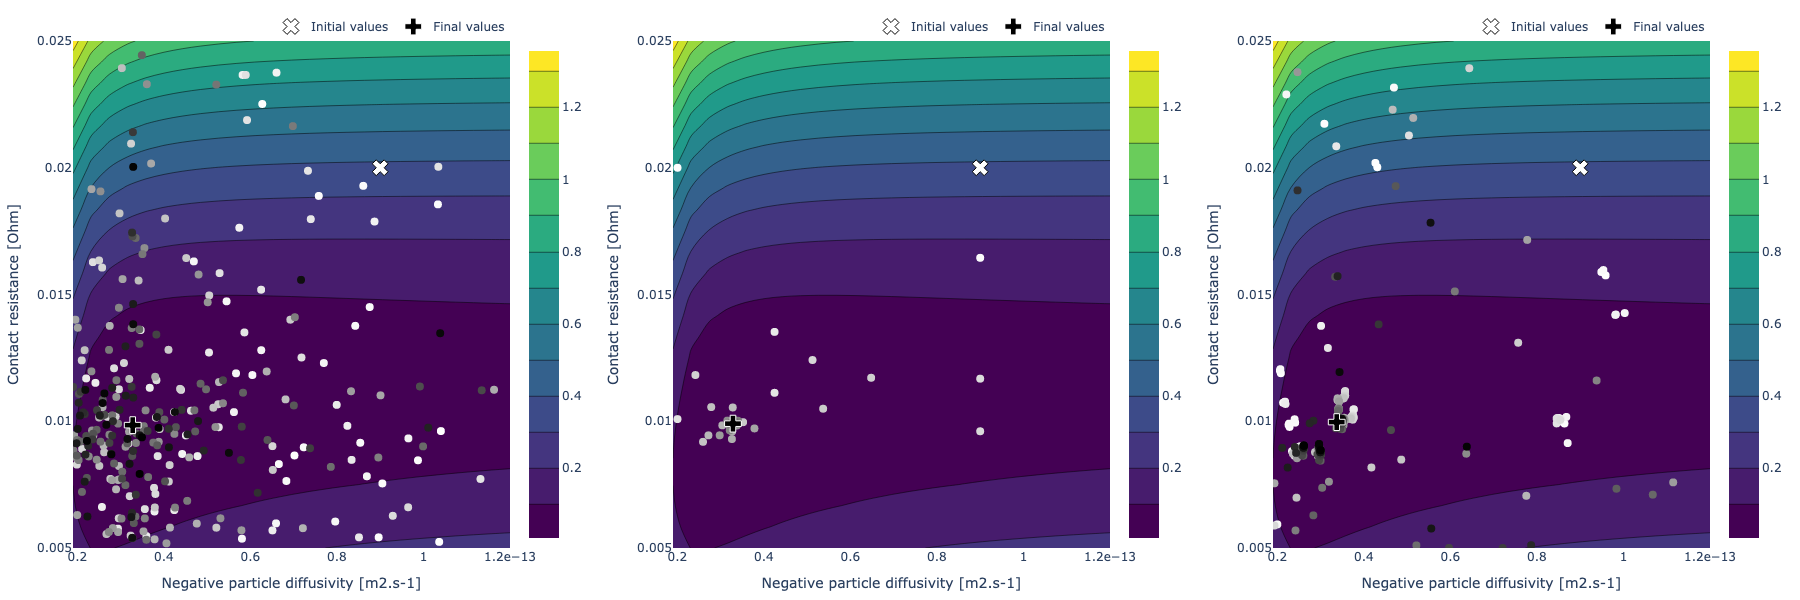 Initial values Final values
0.025
0.02
0.015
0.01
0.005
Contact resistance [Ohm]
0.2 0.4 0.6 0.8 1 1.2e−13
Negative particle diffusivity [m2.s-1]
1.2
1
0.8
0.6
0.4
0.2
Initial values Final values
0.025
0.02
0.015
0.01
0.005
Contact resistance [Ohm]
0.2 0.4 0.6 0.8 1 1.2e−13
Negative particle diffusivity [m2.s-1]
1.2
1
0.8
0.6
0.4
0.2
Initial values Final values
0.025
0.02
0.015
0.01
0.005
Contact resistance [Ohm]
0.2 0.4 0.6 0.8 1 1.2e−13
Negative particle diffusivity [m2.s-1]
1.2
1
0.8
0.6
0.4
0.2